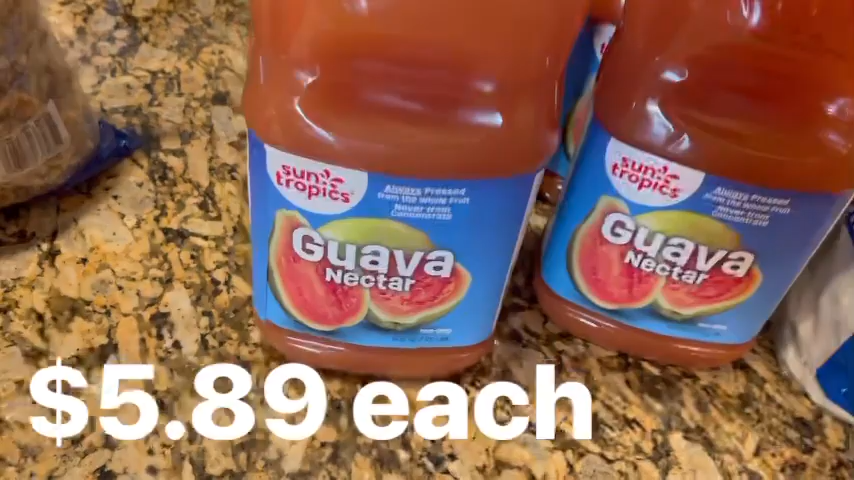 sun
tropics
Always Pressed
from the Whole Fruit
Never from
Concentrate
Guava
Nectar
sun
tropics
Always Pressed
from the Whole Fruit
Never from
Concentrate
Guava
Nectar
$5.89 each